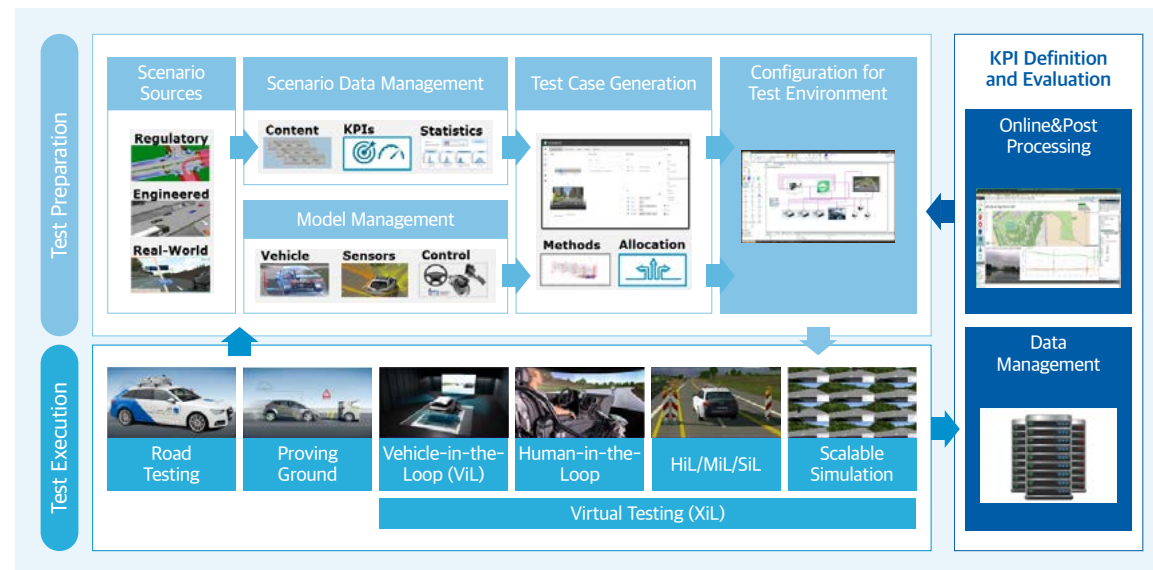 Test Preparation
Scenario
Sources
Regulatory
Engineered
Real-World
Scenario Data Management
Content
KPIs
Statistics
Model Management
Vehicle
Sensors
Control
Test Case Generation
Methods
Allocation
Configuration for
Test Environment
Test Execution
Road
Testing
Proving
Ground
Vehicle-in-the-
Loop (ViL)
Human-in-the-
Loop
HiL/MiL/SiL
Scalable
Simulation
Virtual Testing (XiL)
KPI Definition
and Evaluation
Online&Post
Processing
Data
Management